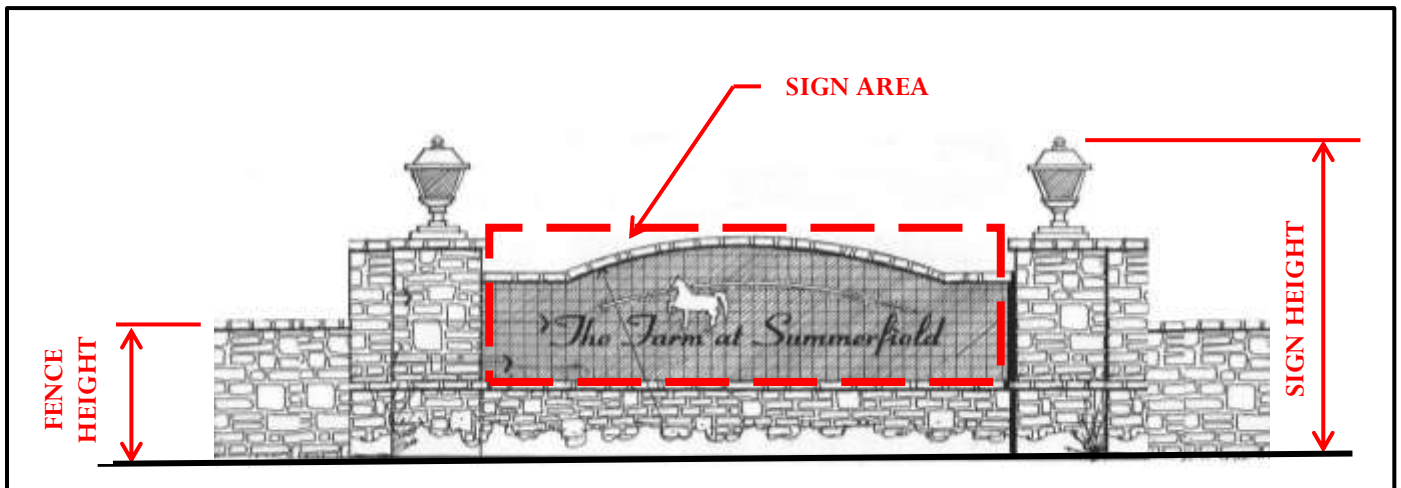 SIGN AREA
FENCE
HEIGHT
SIGN HEIGHT
The Farm at Summerfield